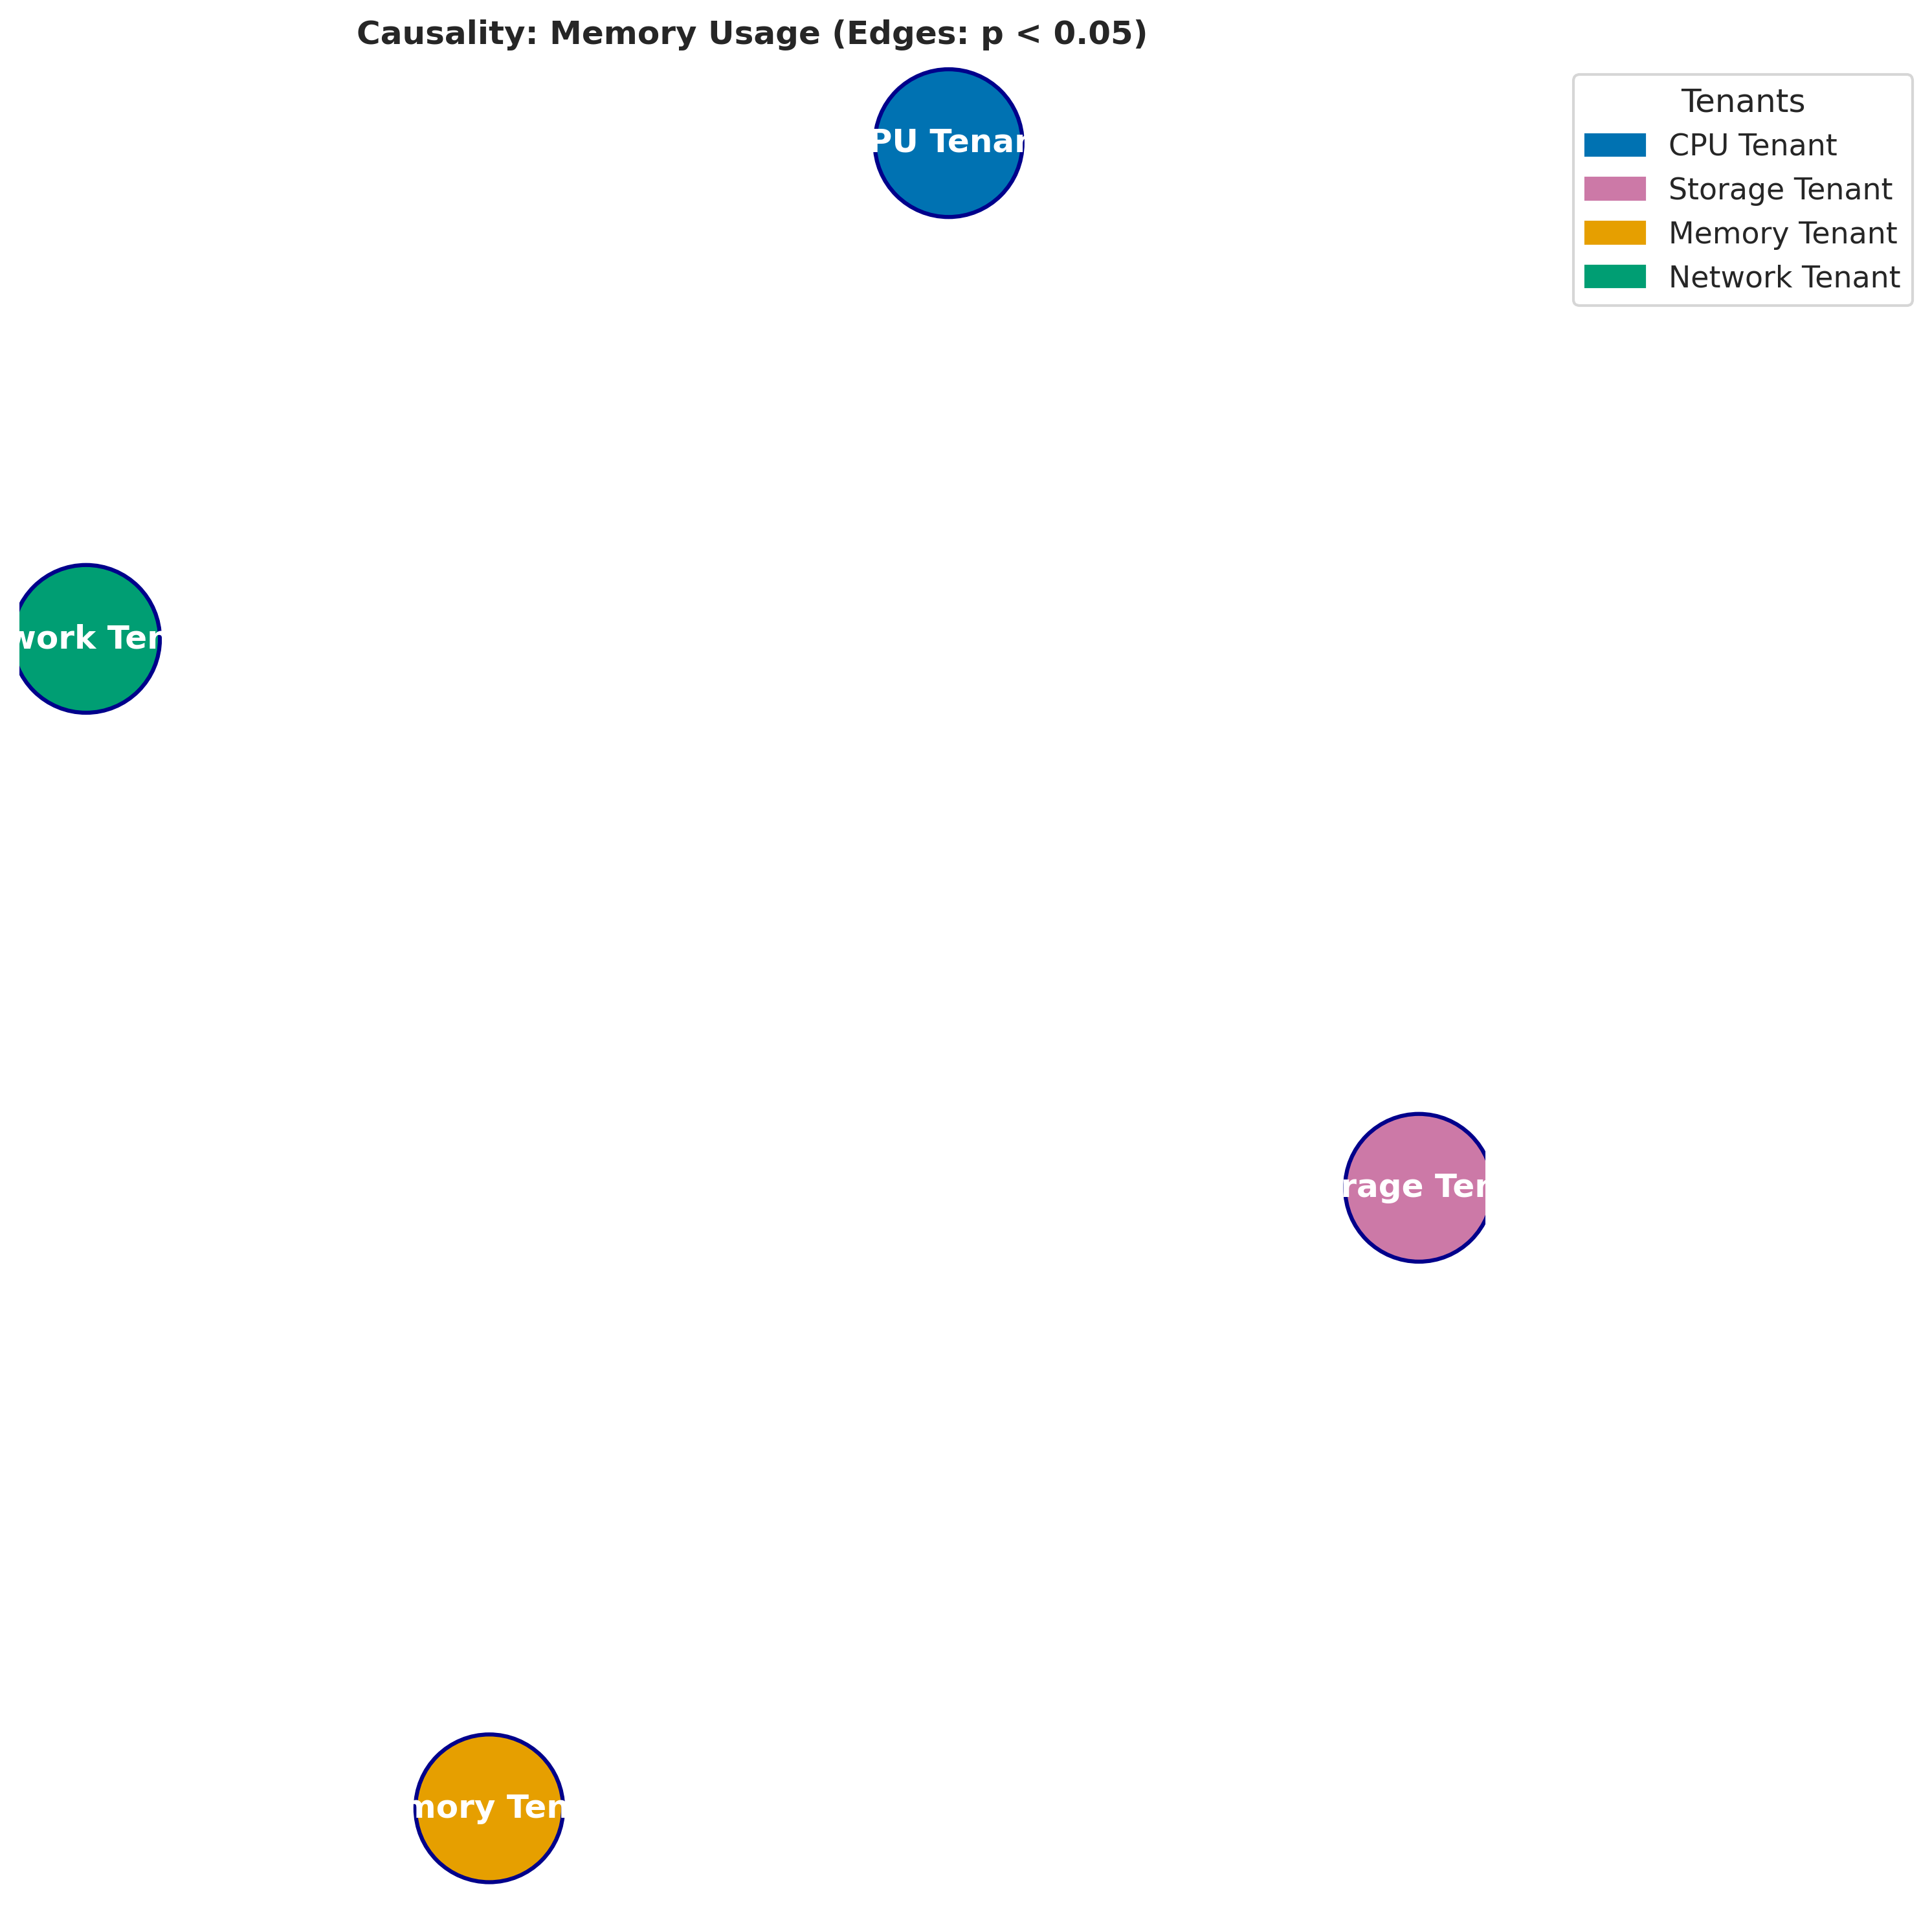 Causality: Memory Usage (Edges: p < 0.05)
Tenants
CPU Tenant
Storage Tenant
Memory Tenant
Network Tenant
PU Tenan
work Ten
rage Ten
mory Ten